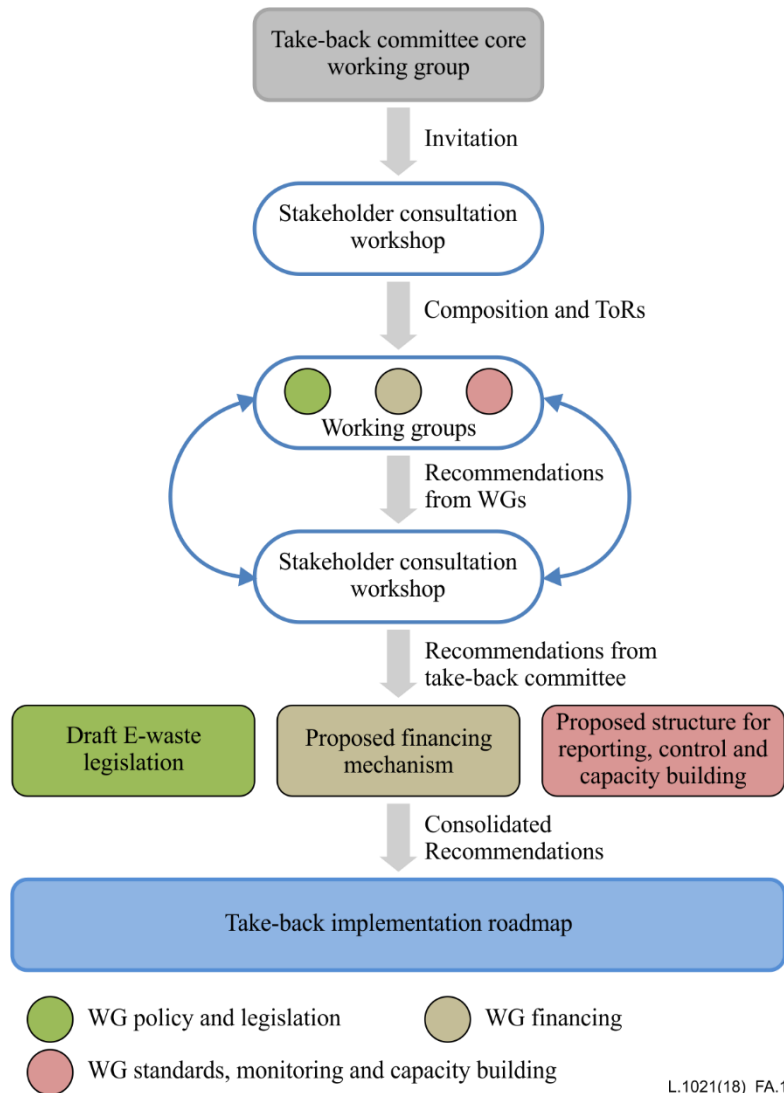 Take-back committee core
working group
Invitation
Stakeholder consultation
workshop
Composition and ToRs
Working groups
Recommendations
from WGs
Stakeholder consultation
workshop
Recommendations from
take-back committee
Draft E-waste
legislation
Proposed financing
mechanism
Proposed structure for
reporting, control and
capacity building
Consolidated
Recommendations
Take-back implementation roadmap
WG policy and legislation
WG financing
WG standards, monitoring and capacity building
L.1021(18)_FA.1